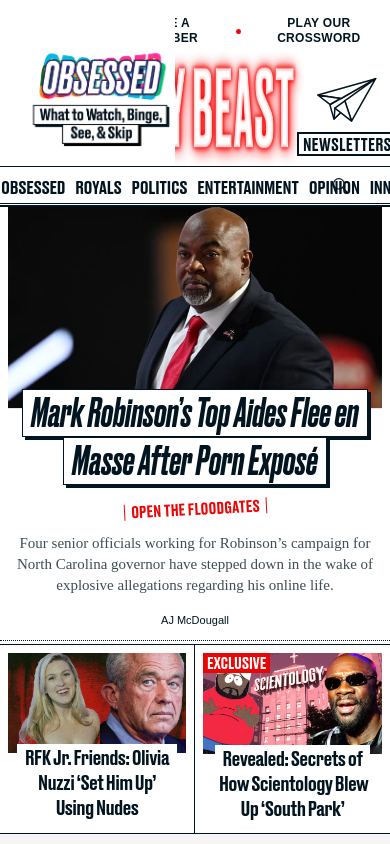 PLAY OUR
CROSSWORD
OBSESSED
What to Watch, Binge,
See, & Skip
BEAST
NEWSLETTERS
OBSESSED ROYALS POLITICS ENTERTAINMENT OPINION INN
Mark Robinson's Top Aides Flee en
Masse After Porn Exposé
OPEN THE FLOODGATES
Four senior officials working for Robinson's campaign for
North Carolina governor have stepped down in the wake of
explosive allegations regarding his online life.
AJ McDougall
RFK Jr. Friends: Olivia
Nuzzi 'Set Him Up'
Using Nudes
EXCLUSIVE
SCIENTOLOGY
Revealed: Secrets of
How Scientology Blew
Up 'South Park'